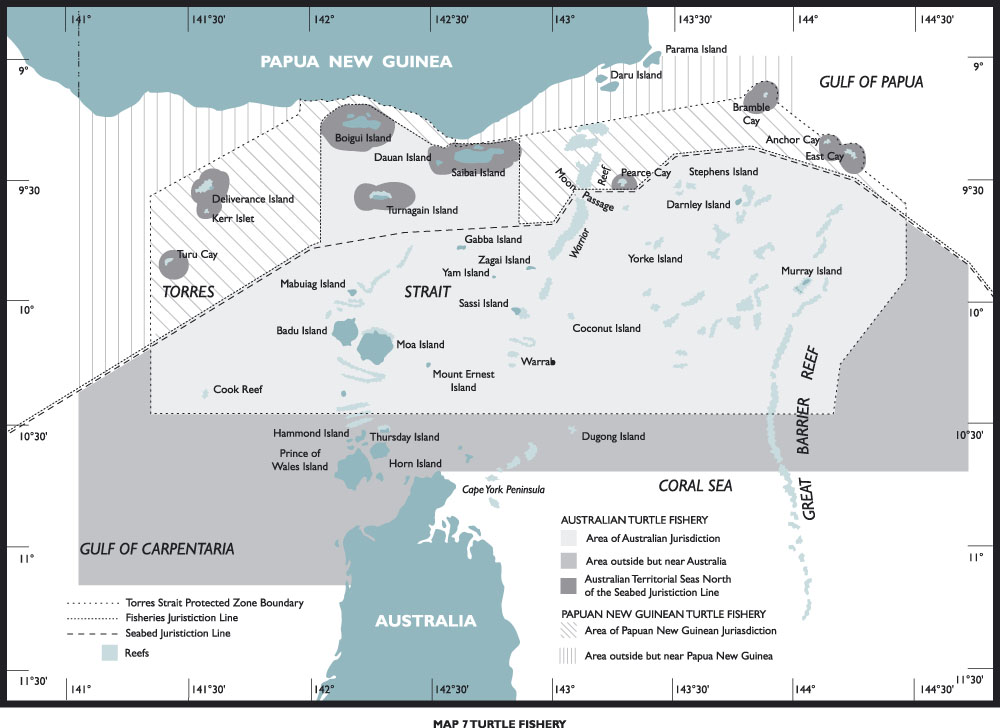 141°
141°30'
142°
142°30'
143°
143°30'
144°
144°30'
Parama Island
PAPUA NEW GUINEA
9°
9°
Daru Island
GULF OF PAPUA
Bramble
Cay
Boigui Island
Anchor Cay
Dauan Island
East Cay
Saibai Island
Moon
Reef
Pearce Cay
Stephens Island
9°30
9°30
Deliverance Island
Turnagain Island
Passage
Darnley Island
Kerr Islet
Gabba Island
Warrior
Turu Cay
Zagai Island
Yorke Island
Yam Island
Murray Island
Mabuiag Island
TORRES
STRAIT
Sassi Island
10°
10°
Badu Island
Coconut Island
Moa Island
Warrab
Mount Ernest
Island
Cook Reef
GREAT BARRIER REEF
10°30'
10°30'
Hammond Island
Thursday Island
Dugong Island
Prince of
Wales Island
Horn Island
Cape York Peninsula
CORAL SEA
GULF OF CARPENTARIA
11°
11°
AUSTRALIAN TURTLE FISHERY
Area of Australian Jurisdiction
Area outside but near Australia
Australian Territorial Seas North
of the Seabed Jurisdiction Line
PAPUAN NEW GUINEAN TURTLE FISHERY
Area of Papuan New Guinean Juriasdiction
Area outside but near Papua New Guinea
Torres Strait Protected Zone Boundary
Fisheries Juristiction Line
Seabed Juristiction Line
Reefs
AUSTRALIA
11°30'
11°30'
141°
141°30'
142°
142°30'
143°
143°30'
144°
144°30'
MAP 7 TURTLE FISHERY